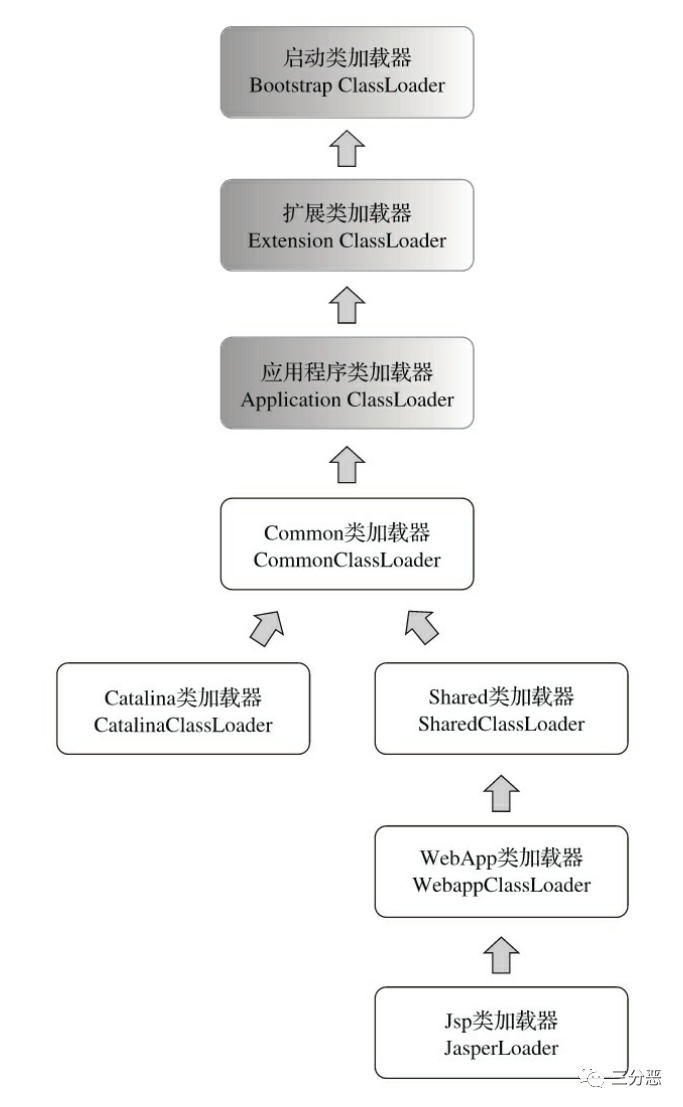 启动类加载器
Bootstrap ClassLoader
扩展类加载器
Extension ClassLoader
应用程序类加载器
Application ClassLoader
Common类加载器
CommonClassLoader
Catalina类加载器
CatalinaClassLoader
Shared类加载器
SharedClassLoader
WebApp类加载器
WebappClassLoader
Jsp类加载器
JasperLoader
三分恶